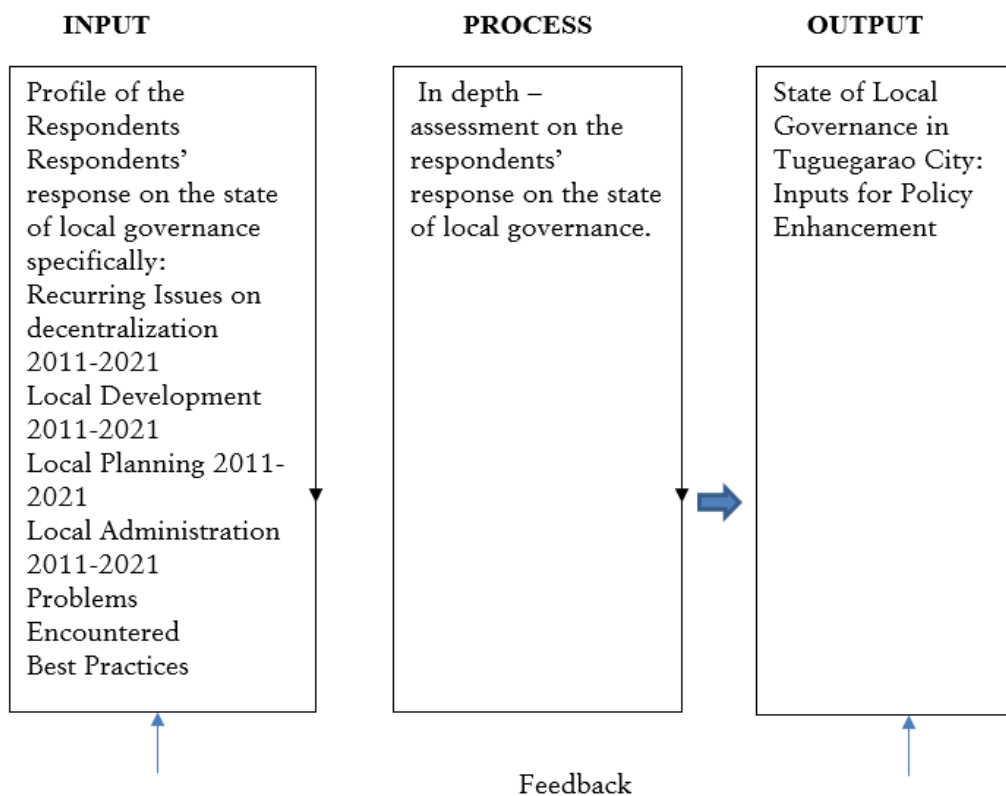 INPUT
Profile of the
Respondents
Respondents’
response on the state
of local governance
specifically:
Recurring Issues on
decentralization
2011-2021
Local Development
2011-2021
Local Planning 2011-
2021
Local Administration
2011-2021
Problems
Encountered
Best Practices
PROCESS
In depth –
assessment on the
respondents’
response on the state
of local governance.
OUTPUT
State of Local
Governance in
Tuguegarao City:
Inputs for Policy
Enhancement
Feedback